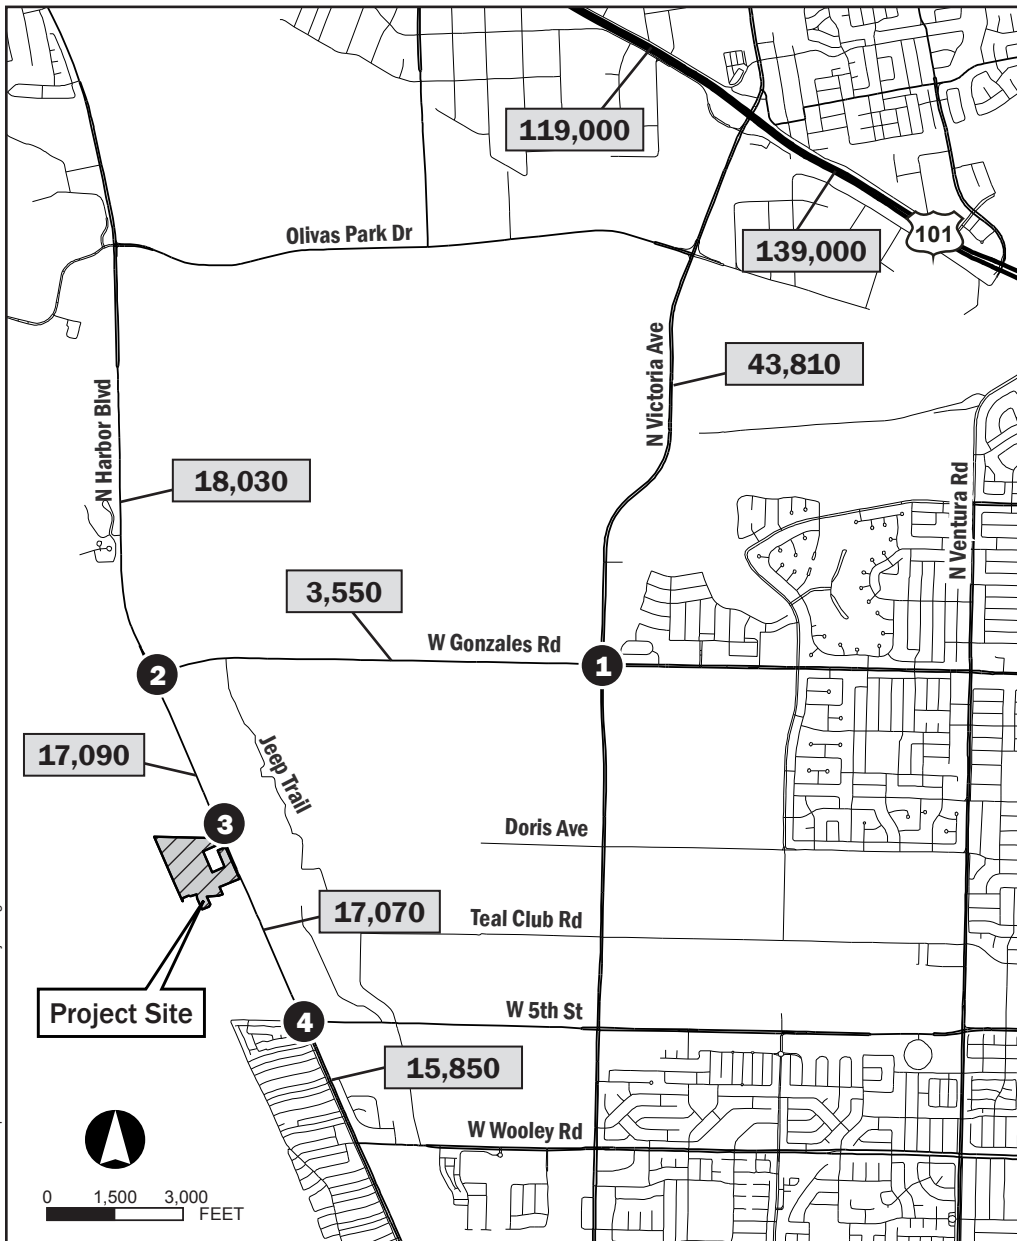 119,000
Olivas Park Dr
101
139,000
N Victoria Ave
43,810
N Harbor Blvd
18,030
N Ventura Rd
3,550
W Gonzales Rd
1
2
17,090
Jeep Trail
3
Doris Ave
17,070
Teal Club Rd
Project Site
W 5th St
4
15,850
W Wooley Rd
0 1,500 3,000
FEET